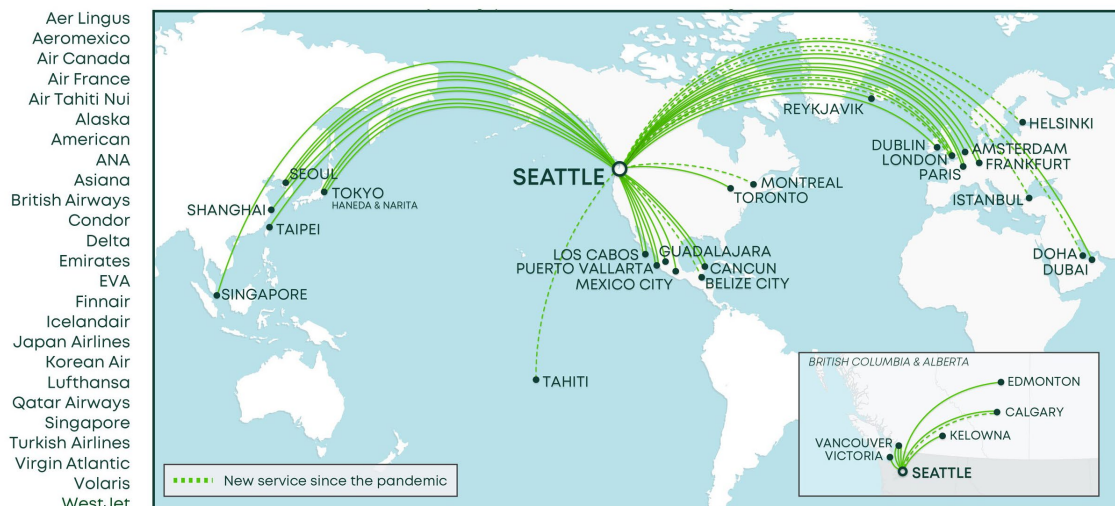 Aer Lingus
Aeromexico
Air Canada
Air France
Air Tahiti Nui
Alaska
American
ANA
Asiana
British Airways
Condor
Delta
Emirates
EVA
Finnair
Icelandair
Japan Airlines
Korean Air
Lufthansa
Qatar Airways
Singapore
Turkish Airlines
Virgin Atlantic
Volaris
WestJet
REYKJAVIK
HELSINKI
DUBLIN
AMSTERDAM
LONDON
FRANKFURT
PARIS
ISTANBUL
DOHA
DUBAI
SEATTLE
MONTREAL
TORONTO
SEOUL
TOKYO
HANEDA & NARITA
SHANGHAI
TAIPEI
SINGAPORE
LOS CABOS
GUADALAJARA
PUERTO VALLARTA
CANCUN
MEXICO CITY
BELIZE CITY
TAHITI
New service since the pandemic
BRITISH COLUMBIA & ALBERTA
EDMONTON
CALGARY
KELOWNA
VANCOUVER
VICTORIA
SEATTLE